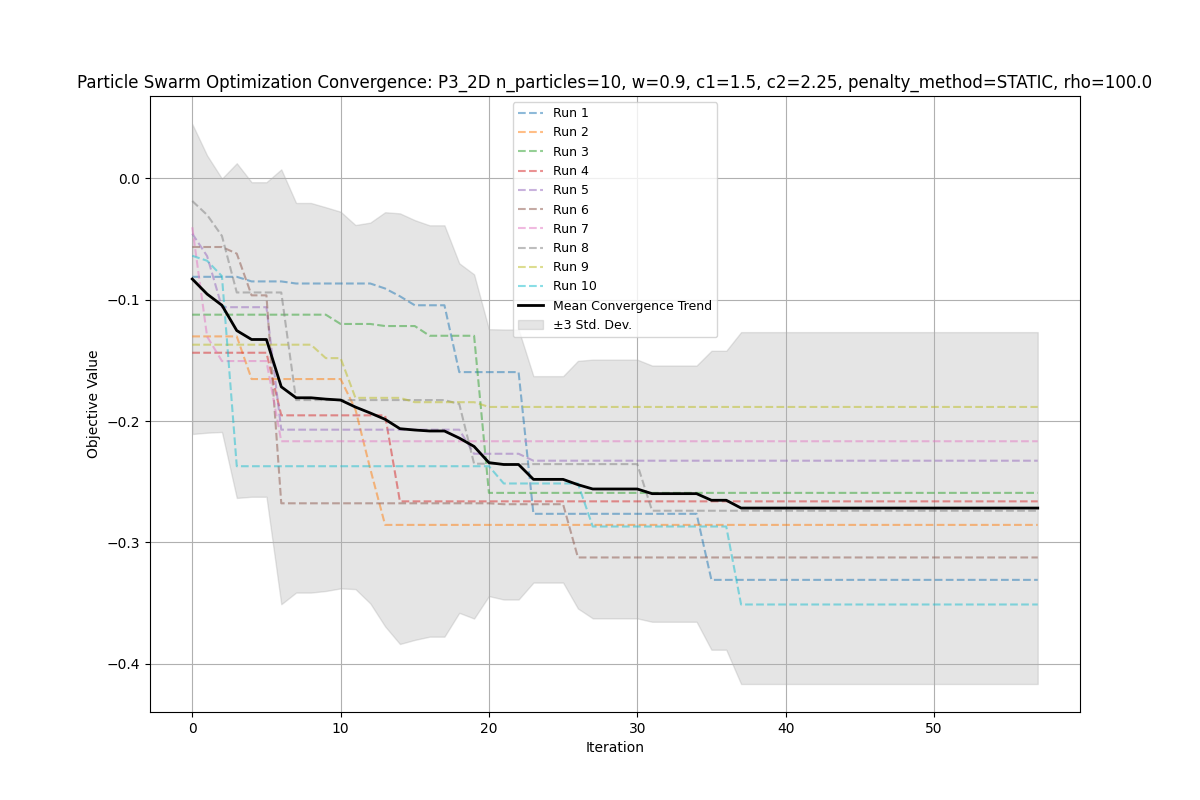 Particle Swarm Optimization Convergence: P3_2D n_particles=10, w=0.9, c1=1.5, c2=2.25, penalty_method=STATIC, rho=100.0
Run 1
Run 2
Run 3
Run 4
Run 5
Run 6
Run 7
Run 8
Run 9
Run 10
Mean Convergence Trend
±3 Std. Dev.
Objective Value
0.0
−0.1
−0.2
−0.3
−0.4
0 10 20 30 40 50
Iteration